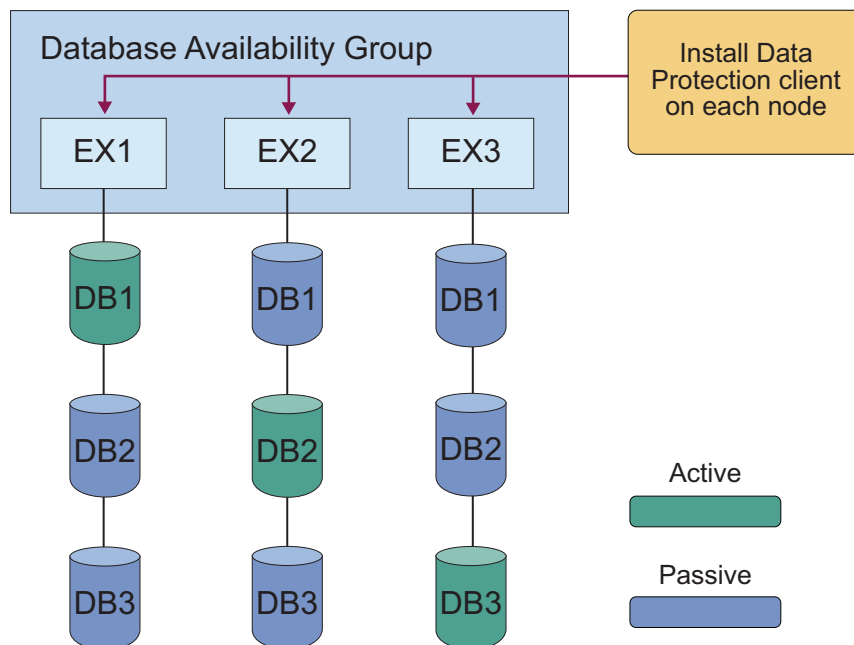 Database Availability Group
Install Data
Protection client
on each node
EX1
EX2
EX3
DB1
DB1
DB1
DB2
DB2
DB2
Active
DB3
DB3
DB3
Passive